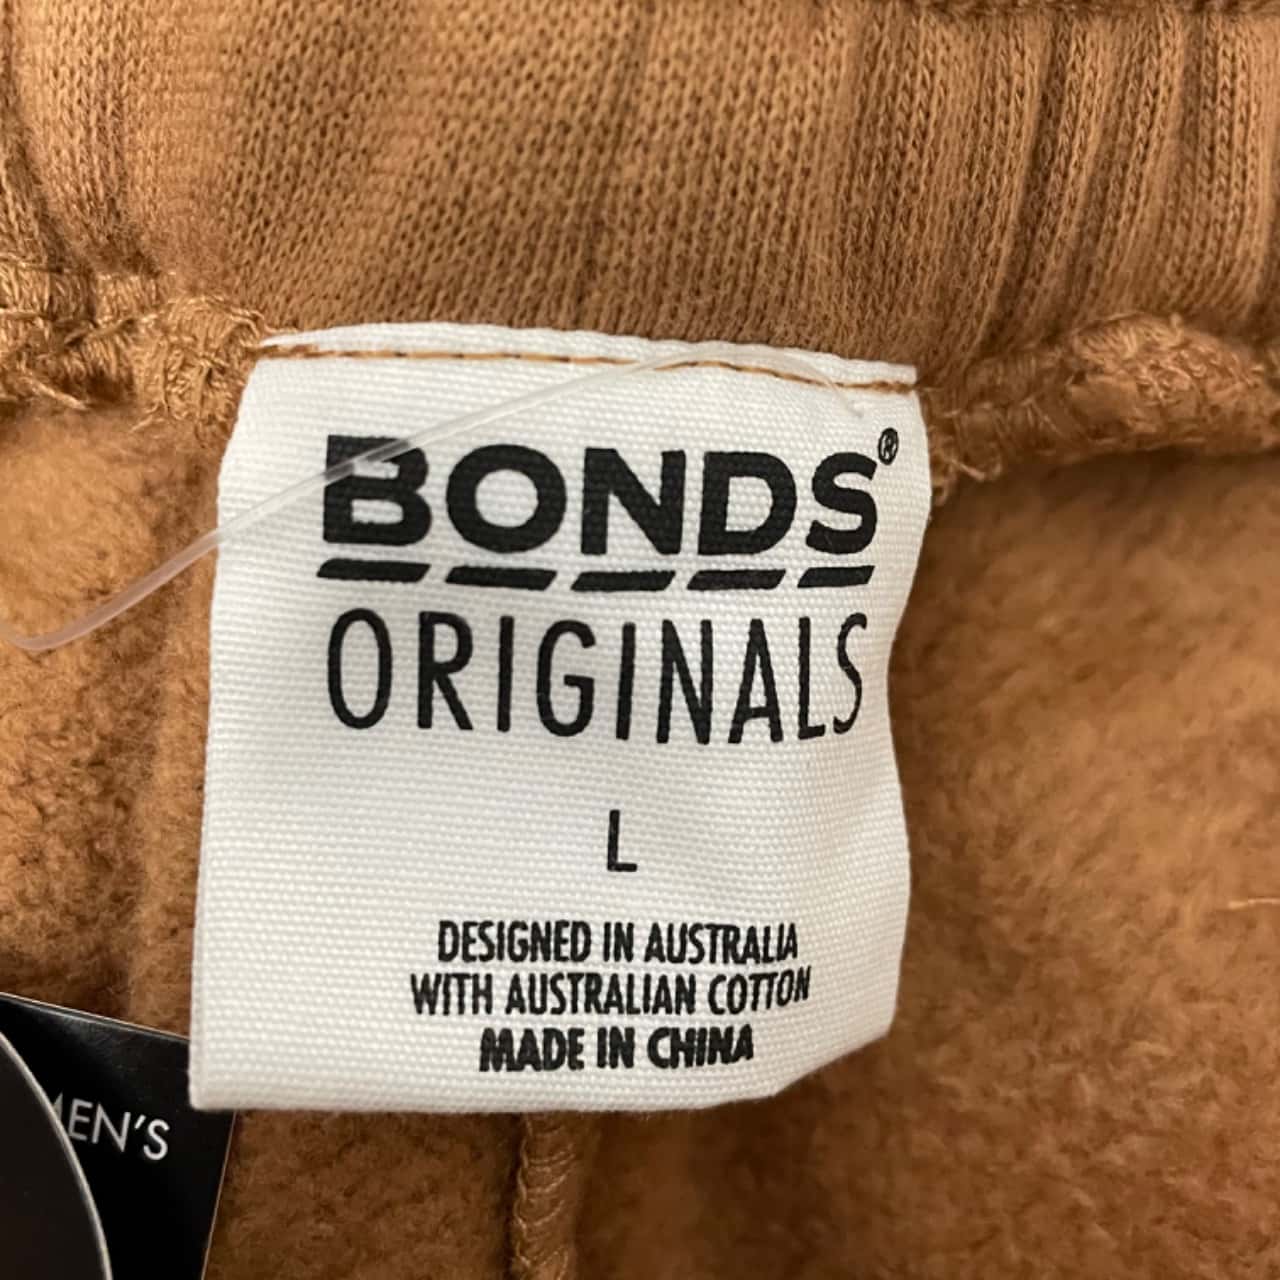 BONDS®
ORIGINALS
L
DESIGNED IN AUSTRALIA
WITH AUSTRALIAN COTTON
MADE IN CHINA